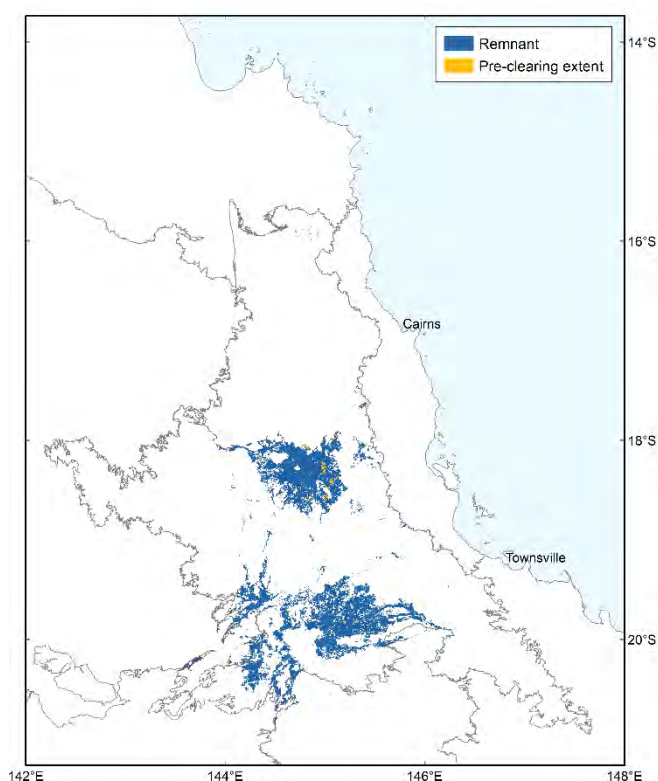 Remnant
Pre-clearing extent
14°S
16°S
Cairns
18°S
Townsville
20°S
142°E
144°E
146°E
148°E